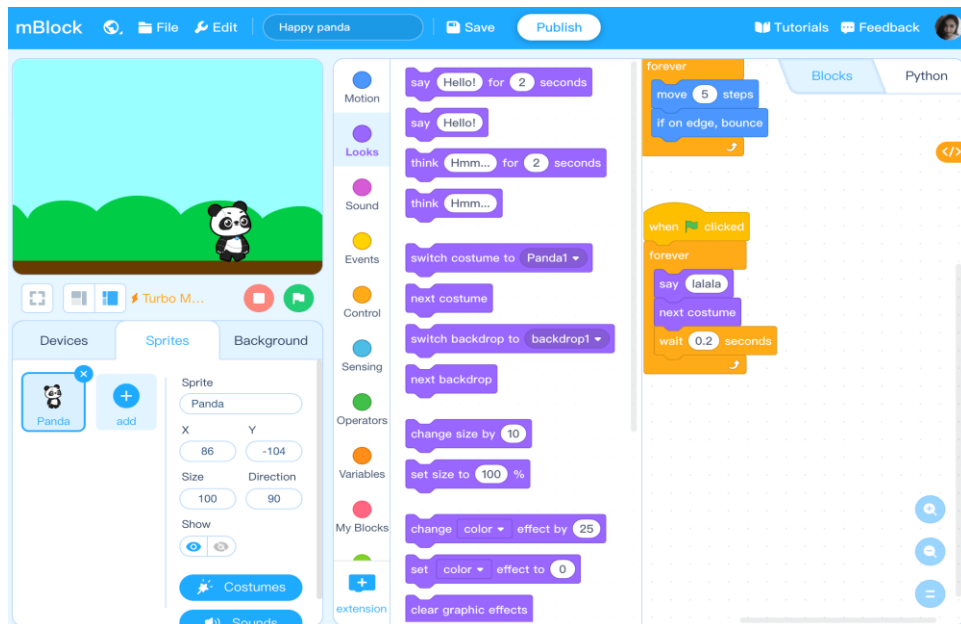 mBlock File Edit Happy panda Save Publish Tutorials Feedback
Turbo M...
Devices Sprites Background
Panda
add
Sprite
Panda
X Y
86 -104
Size Direction
100 90
Show
Costumes
Sounds
Motion
Looks
Sound
Events
Control
Sensing
Operators
Variables
My Blocks
extension
say Hello! for 2 seconds
say Hello!
think Hmm... for 2 seconds
think Hmm...
switch costume to Panda1
next costume
switch backdrop to backdrop1
next backdrop
change size by 10
set size to 100 %
change color effect by 25
set color effect to 0
clear graphic effects
Blocks Python
</>
forever
move 5 steps
if on edge, bounce
when clicked
forever
say lalala
next costume
wait 0.2 seconds